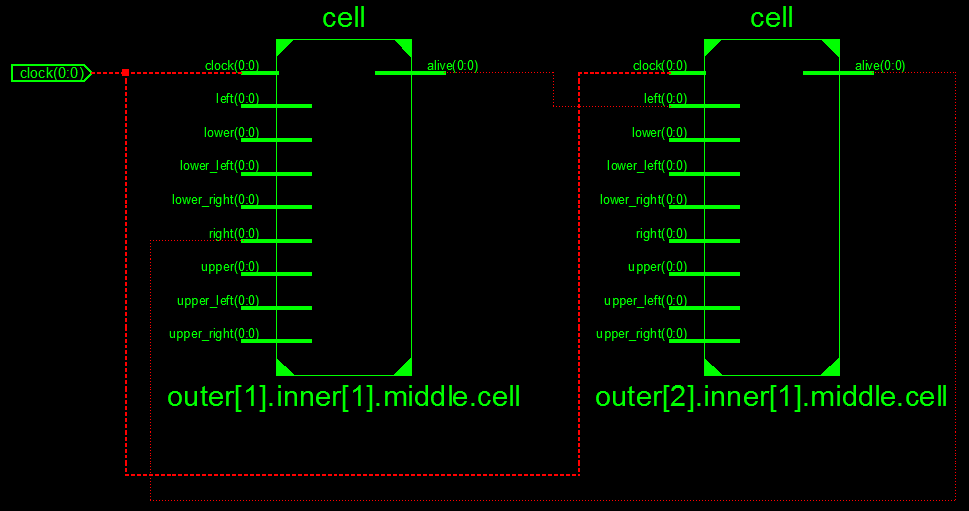 cell
cell
clock(0:0)
clock(0:0)
alive(0:0)
clock(0:0)
alive(0:0)
left(0:0)
left(0:0)
lower(0:0)
lower(0:0)
lower_left(0:0)
lower_left(0:0)
lower_right(0:0)
lower_right(0:0)
right(0:0)
right(0:0)
upper(0:0)
upper(0:0)
upper_left(0:0)
upper_left(0:0)
upper_right(0:0)
upper_right(0:0)
outer[1].inner[1].middle.cell
outer[2].inner[1].middle.cell